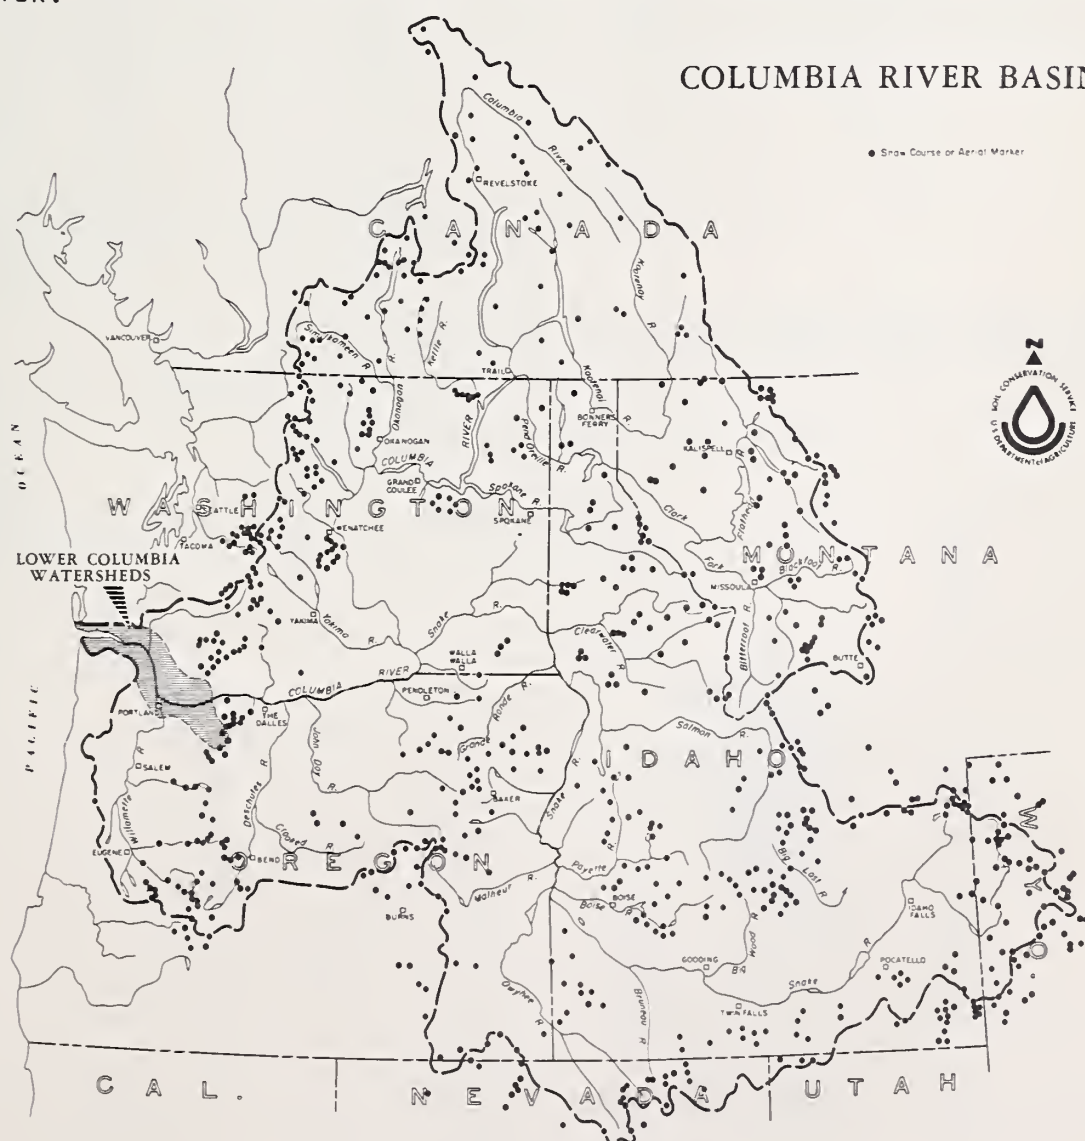 COLUMBIA RIVER BASIN
● Snow Course or Aerial Marker
Columbia
River
REVELSTOKE
CANADA
Kootenay
R.
VANCOUVER
Similkameen R.
Kettle R.
TRAIL
N
SOIL CONSERVATION SERVICE
U S DEPARTMENT of AGRICULTURE
Okanogan R.
Kootenai
R.
BONNERS
FERRY
OKANOGAN
RIVER
Pend Oreille R.
KALISPELL
COLUMBIA
GRAND
COULEE
Spokane R.
SPOKANE
OCEAN
WASHINGTON
SEATTLE
WENATCHEE
Clark
Fork
Flathead R.
TACOMA
MONTANA
LOWER COLUMBIA
WATERSHEDS
MISSOULA
Blackfoot R.
Yakima R.
YAKIMA
Snake R.
Clearwater
R.
Bitterroot R.
WALLA
WALLA
BUTTE
COLUMBIA RIVER
PENDLETON
PACIFIC
PORTLAND
THE
DALLES
Grande Ronde R.
Salmon R.
John Day
R.
IDAHO
SALEM
Willamette R.
Deschutes R.
Snake R.
BAKER
Crooked R.
EUGENE
BEND
OREGON
Payette
R.
Big
Lost R.
WYO
Malheur R.
Boise R.
BOISE
BURNS
IDAHO
FALLS
Big Wood R.
GOODING
POCATELLO
Snake R.
Owyhee R.
Bruneau R.
TWIN FALLS
CAL.
NEVADA
UTAH